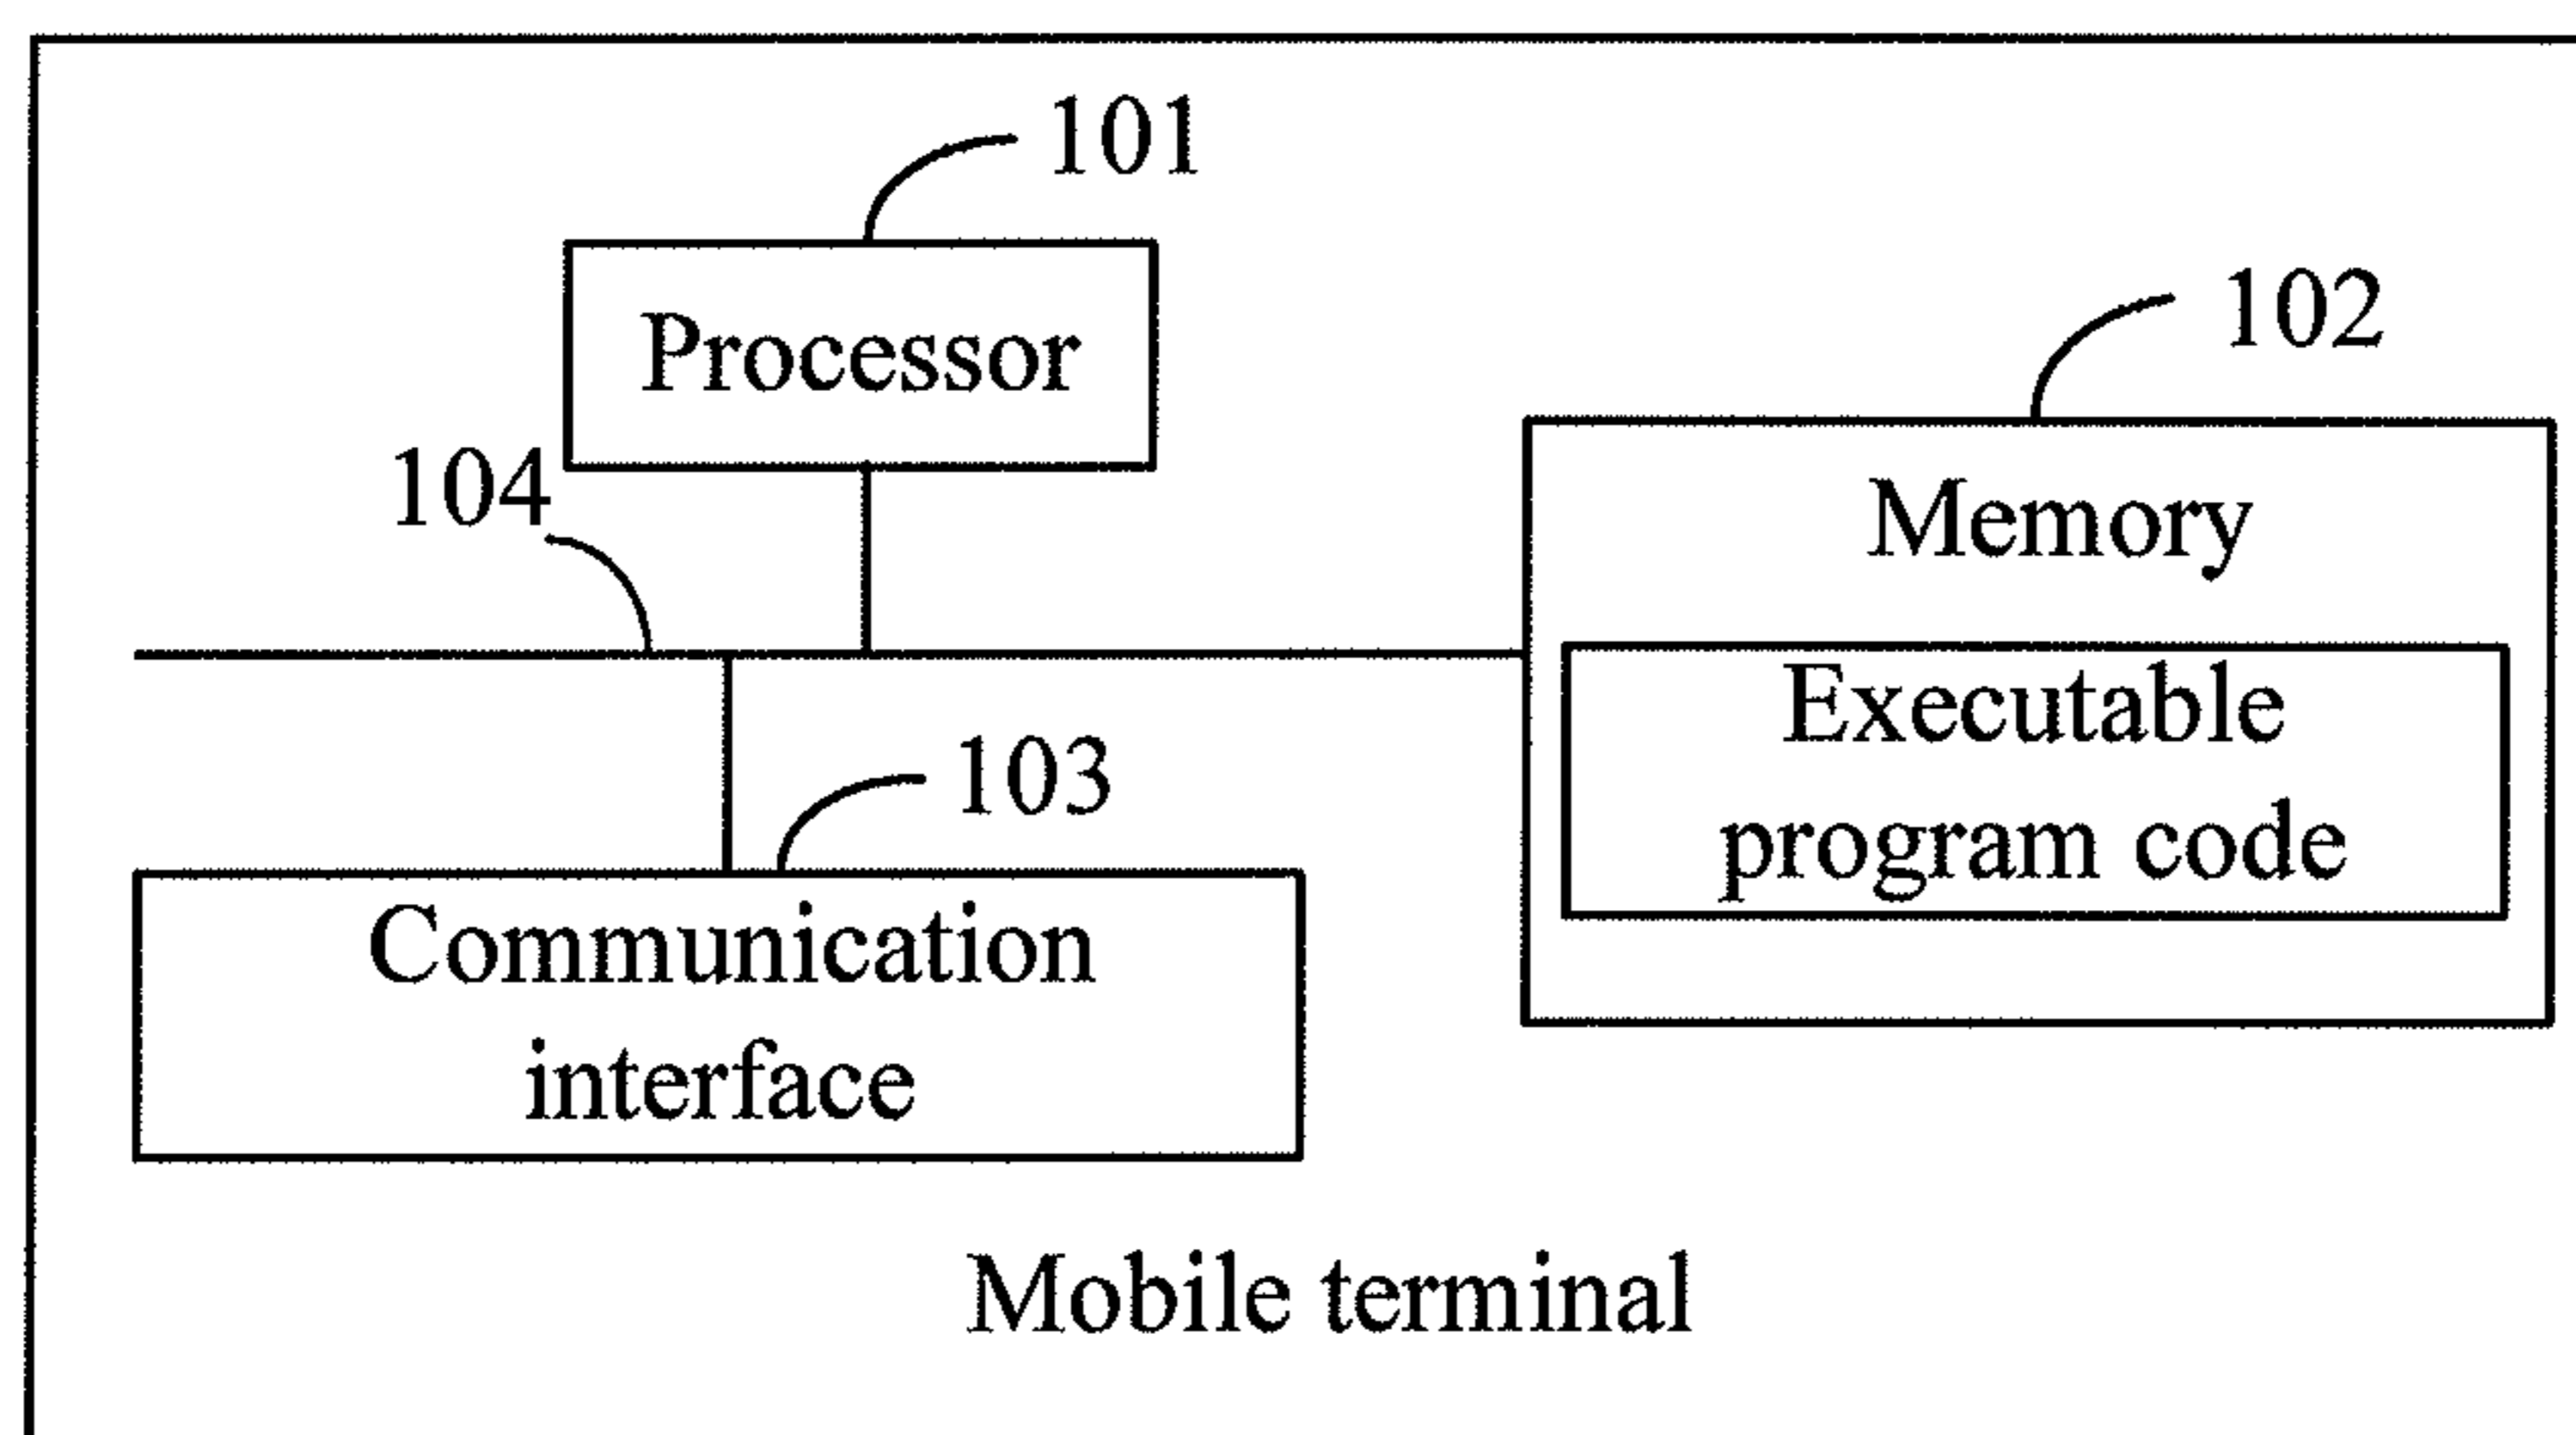 101
Processor
102
104
Memory
Executable
program code
103
Communication
interface
Mobile terminal